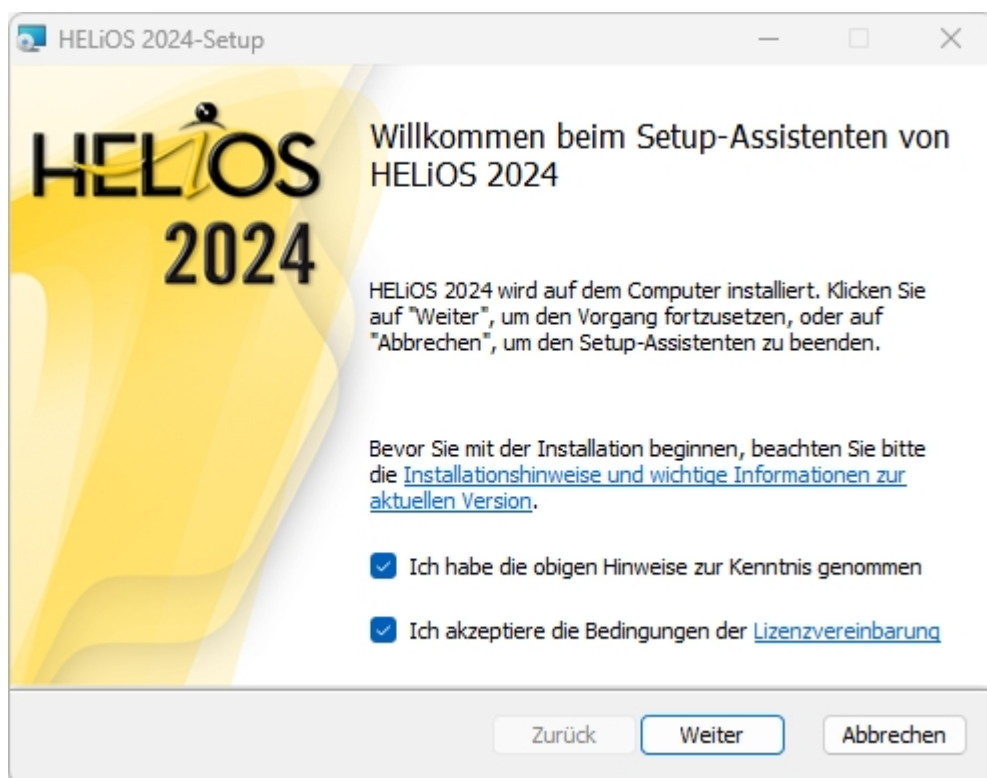 HELiOS 2024-Setup
HELiOS
2024
Willkommen beim Setup-Assistenten von
HELiOS 2024
HELiOS 2024 wird auf dem Computer installiert. Klicken Sie
auf "Weiter", um den Vorgang fortzusetzen, oder auf
"Abbrechen", um den Setup-Assistenten zu beenden.
Bevor Sie mit der Installation beginnen, beachten Sie bitte
die Installationshinweise und wichtige Informationen zur
aktuellen Version.
Ich habe die obigen Hinweise zur Kenntnis genommen
Ich akzeptiere die Bedingungen der Lizenzvereinbarung
Zurück Weiter Abbrechen